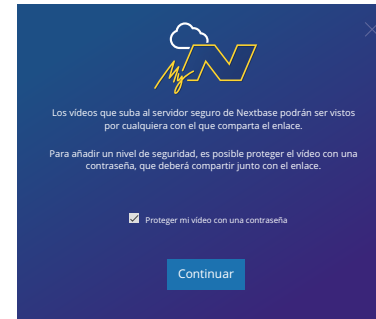 My N
Los vídeos que suba al servidor seguro de Nextbase podrán ser vistos
por cualquiera con el que comparta el enlace.
Para añadir un nivel de seguridad, es posible proteger el vídeo con una
contraseña, que deberá compartir junto con el enlace.
Proteger mi vídeo con una contraseña
Continuar